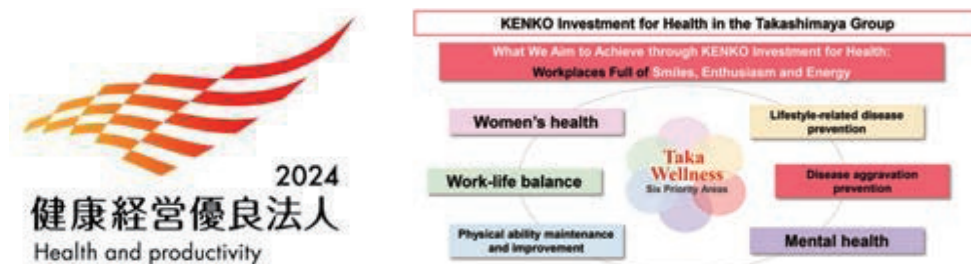 2024
健康経営優良法人
Health and productivity
KENKO Investment for Health in the Takashimaya Group
What We Aim to Achieve through KENKO Investment for Health:
Workplaces Full of Smiles, Enthusiasm and Energy
Women's health
Lifestyle-related disease
prevention
Taka
Wellness
Six Priority Areas
Work-life balance
Disease aggravation
prevention
Physical ability maintenance
and improvement
Mental health